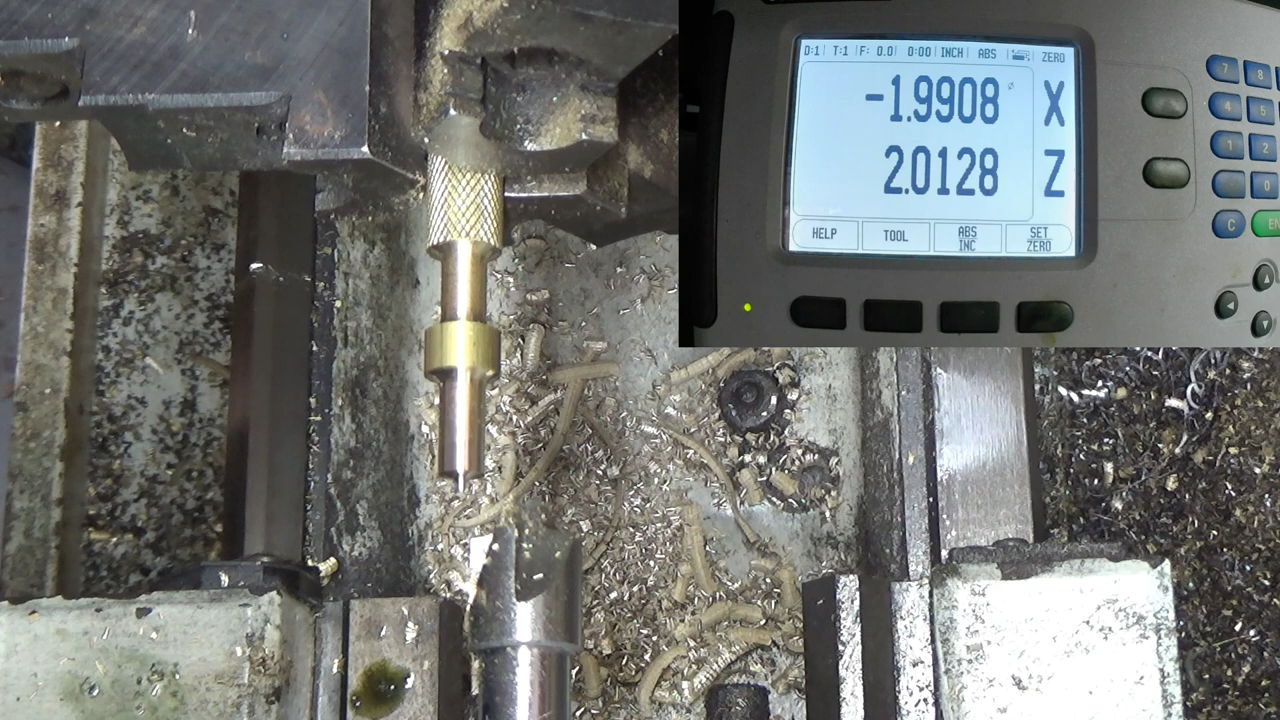 D:1 T:1 F: 0.0 0:00 INCH ABS ZERO
-1.9908 ⌀ X
2.0128 Z
HELP TOOL ABS INC SET ZERO
7 8
4 5
1 2
0
C EN